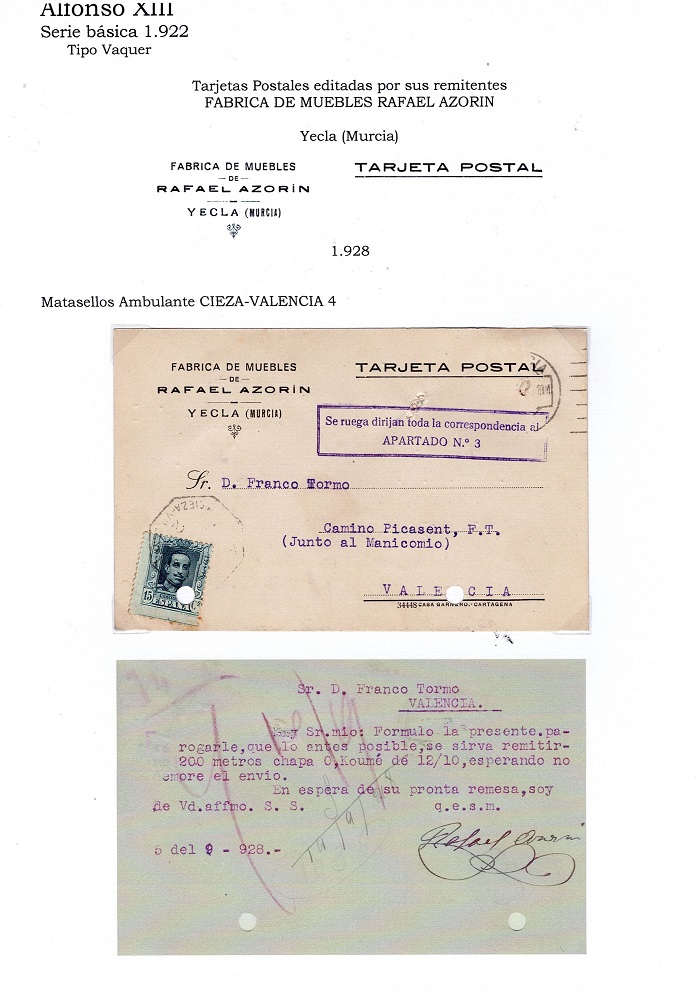 Alfonso XIII
Serie básica 1.922
Tipo Vaquer
Tarjetas Postales editadas por sus remitentes
FABRICA DE MUEBLES RAFAEL AZORIN
Yecla (Murcia)
FABRICA DE MUEBLES
— DE —
RAFAEL AZORÍN
YECLA (MURCIA)
TARJETA POSTAL
1.928
Matasellos Ambulante CIEZA-VALENCIA 4
FABRICA DE MUEBLES
— DE —
RAFAEL AZORÍN
YECLA (MURCIA)
TARJETA POSTAL
Se ruega dirijan toda la correspondencia al
APARTADO N.º 3
Sr. D. Franco Tormo
Camino Picasent, F.T.
(Junto al Manicomio)
VALENCIA
34448 CASA GARNERO.-CARTAGENA
CIEZA-V
15
ESPAÑA
Sr. D. Franco Tormo
VALENCIA.
Muy Sr.mio: Formulo la presente.pa-
rogarle,que lo antes posible,se sirva remitir-
200 metros chapa O,Koumé de 12/10,esperando no
demore el envio.
En espera de su pronta remesa,soy
de Vd.affmo. S. S. q.e.s.m.
5 del 9 - 928.-
Rafael Azorin